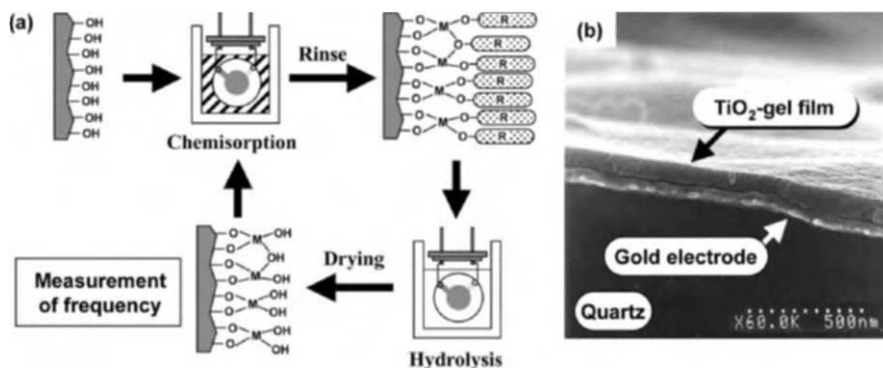 (a)
OH
OH
OH
OH
OH
OH
OH
OH
Chemisorption
Rinse
O M O R
O O R
O M O R
O O R
O M O R
O O R
O M O R
O
Hydrolysis
Drying
O M OH
O OH
O M OH
O OH
O M OH
O OH
O M OH
O
Measurement
of frequency
(b)
TiO₂-gel film
Gold electrode
Quartz
X60.0K 500nm